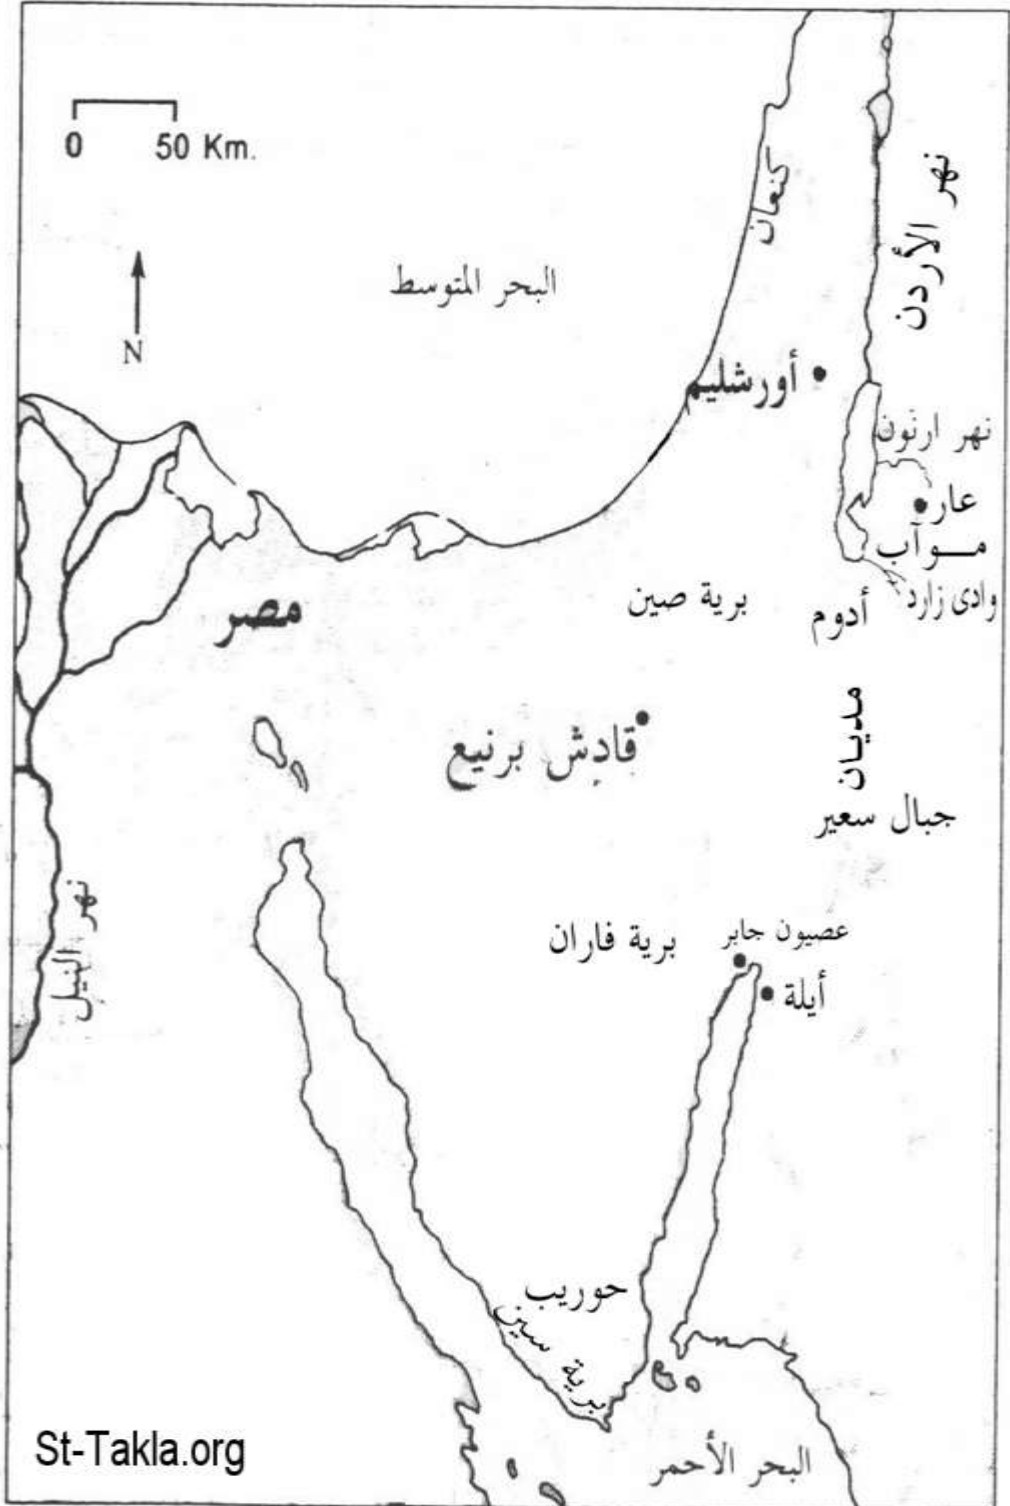 0 50 Km.
كنعان
نهر الأردن
البحر المتوسط
N
أورشليم
نهر ارنون
عار
موآب
وادى زارد
برية صين
أدوم
مصر
مديان
قادش برنيع
جبال سعير
نهر النيل
عصيون جابر
برية فاران
أيلة
حوريب
برية سين
البحر الأحمر
St-Takla.org